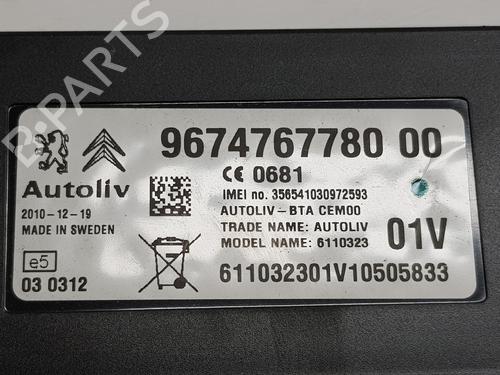 9674767780 00
Autoliv
CE 0681
IMEI no. 356541030972593
2010-12-19
AUTOLIV-BTA CEM00
MADE IN SWEDEN
TRADE NAME: AUTOLIV
01V
MODEL NAME: 6110323
e5
03 0312
611032301V10505833
B-PARTS